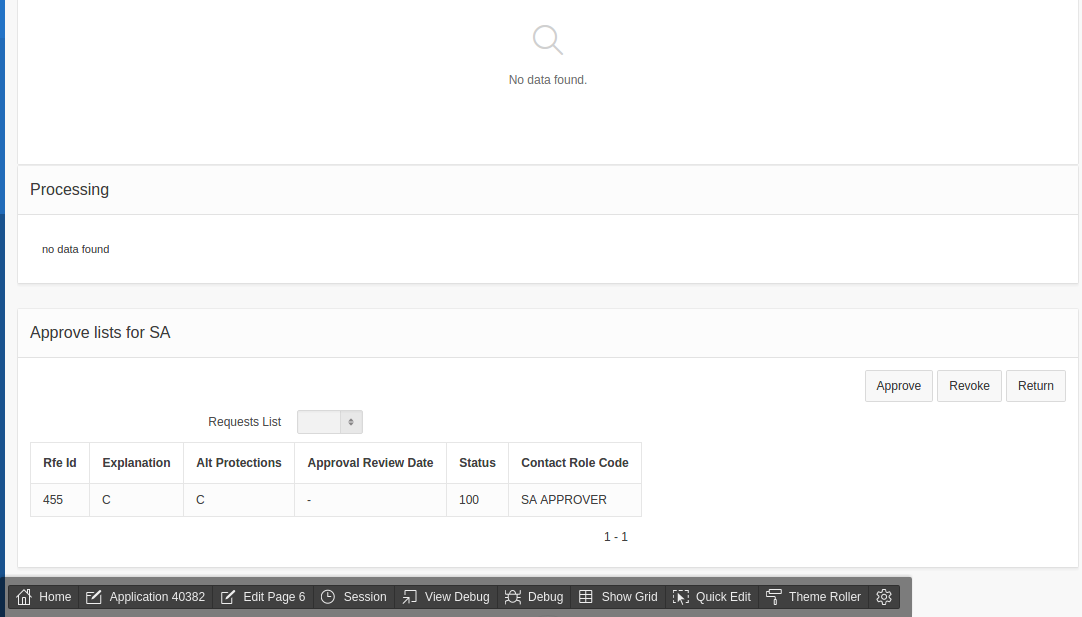 No data found.
Processing
no data found
Approve lists for SA
Approve Revoke Return
Requests List
Rfe Id Explanation Alt Protections Approval Review Date Status Contact Role Code
455 C C - 100 SA APPROVER
1 - 1
Home Application 40382 Edit Page 6 Session View Debug Debug Show Grid Quick Edit Theme Roller